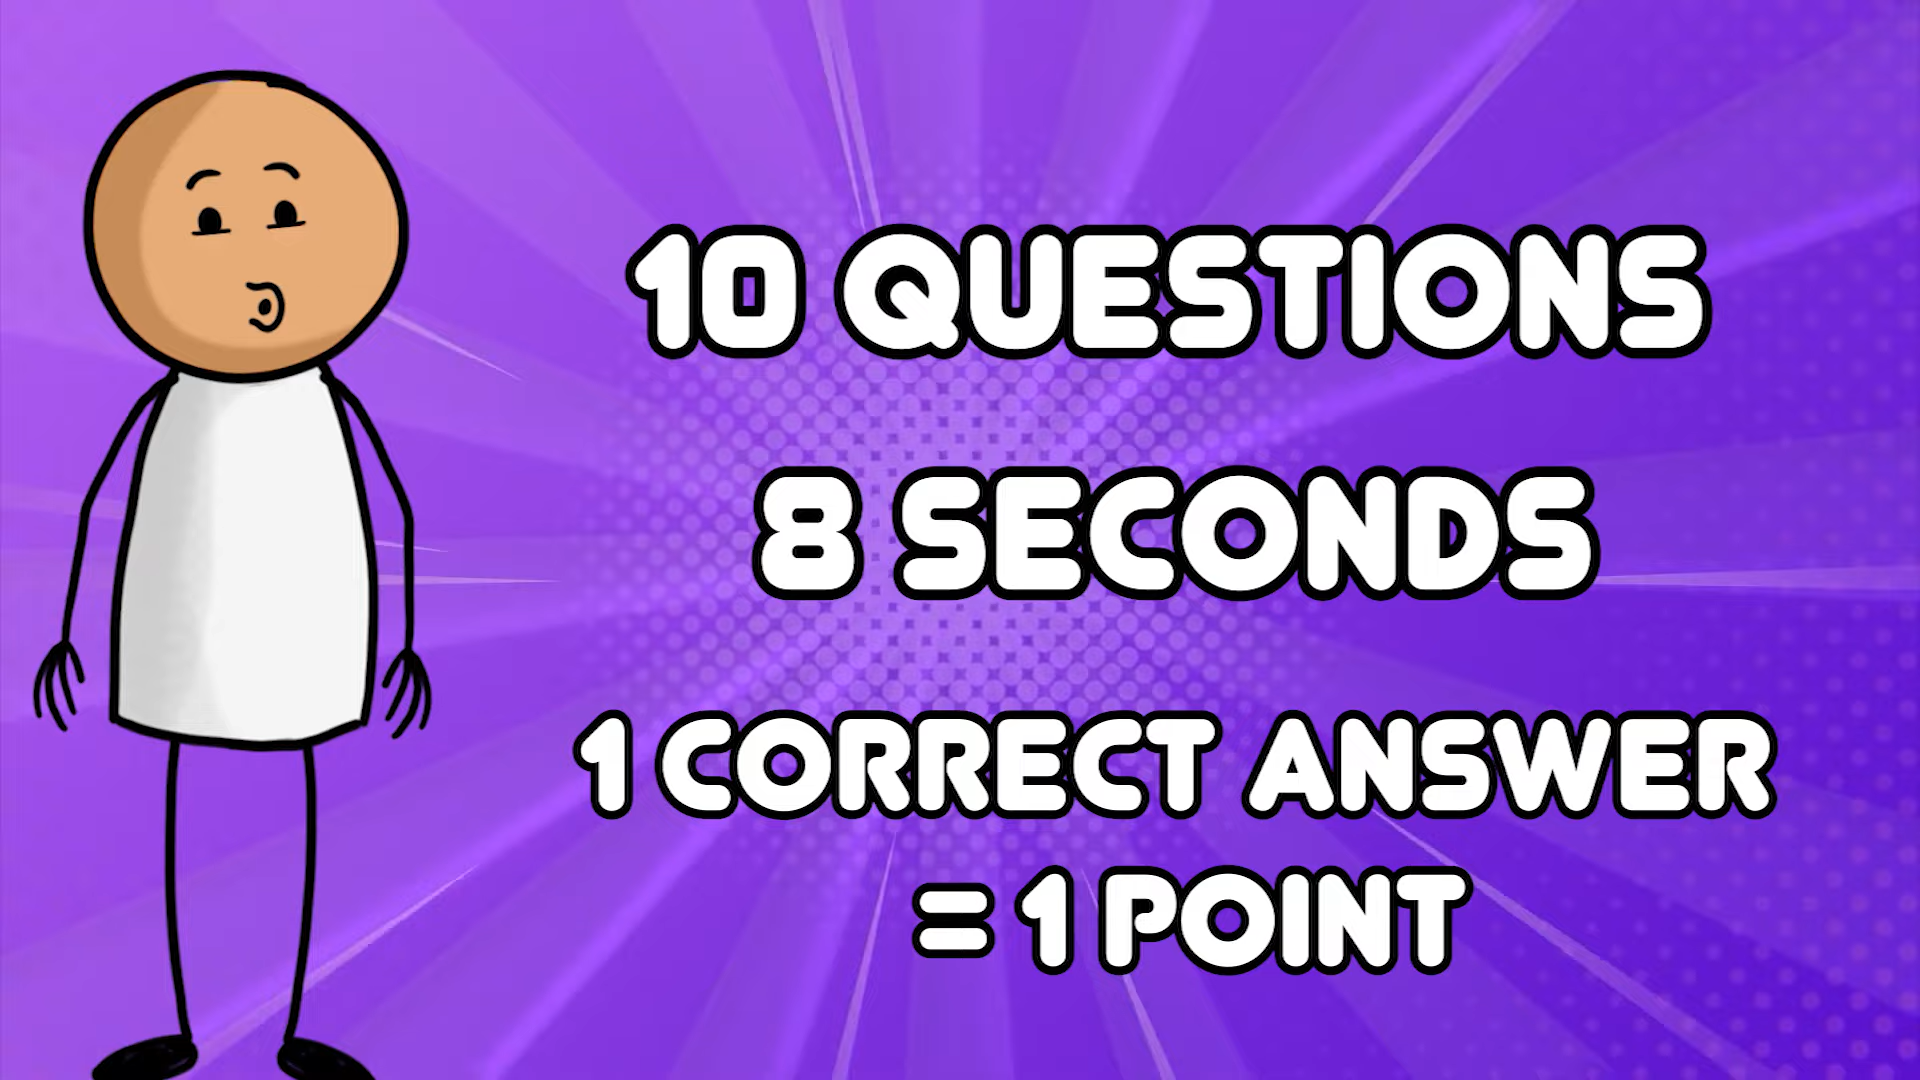 10 QUESTIONS
8 SECONDS
1 CORRECT ANSWER
= 1 POINT